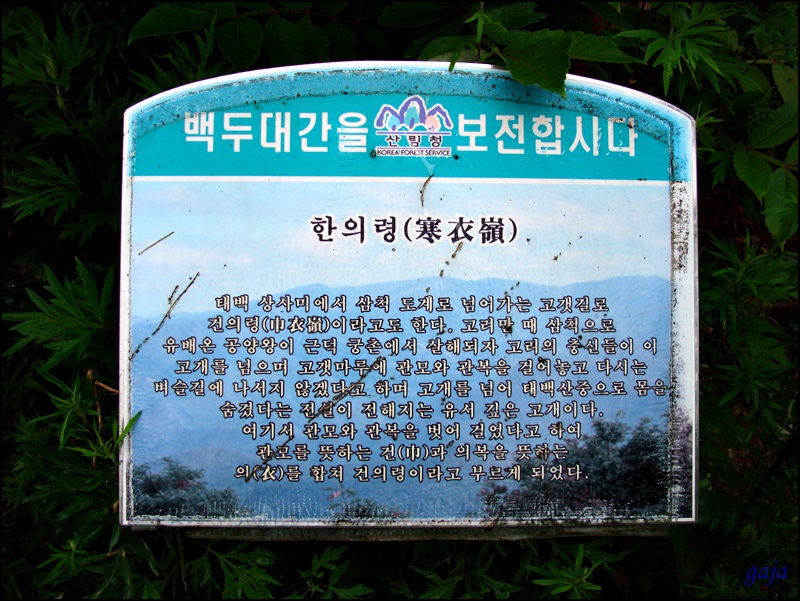 백두대간을 산림청 보전합시다
KOREA FOREST SERVICE
한의령(寒衣嶺)
태백 상사미에서 삼척 도계로 넘어가는 고갯길로
건의령(巾衣嶺)이라고도 한다. 고려말 때 삼척으로
유배온 공양왕이 근덕 궁촌에서 살해되자 고려의 충신들이 이
고개를 넘으며 고갯마루에 관모와 관복을 걸어놓고 다시는
벼슬길에 나서지 않겠다고 하며 고개를 넘어 태백산중으로 몸을
숨겼다는 전설이 전해지는 유서 깊은 고개이다.
여기서 관모와 관복을 벗어 걸었다고 하여
관모를 뜻하는 건(巾)과 의복을 뜻하는
의(衣)를 합쳐 건의령이라고 부르게 되었다.
gaja